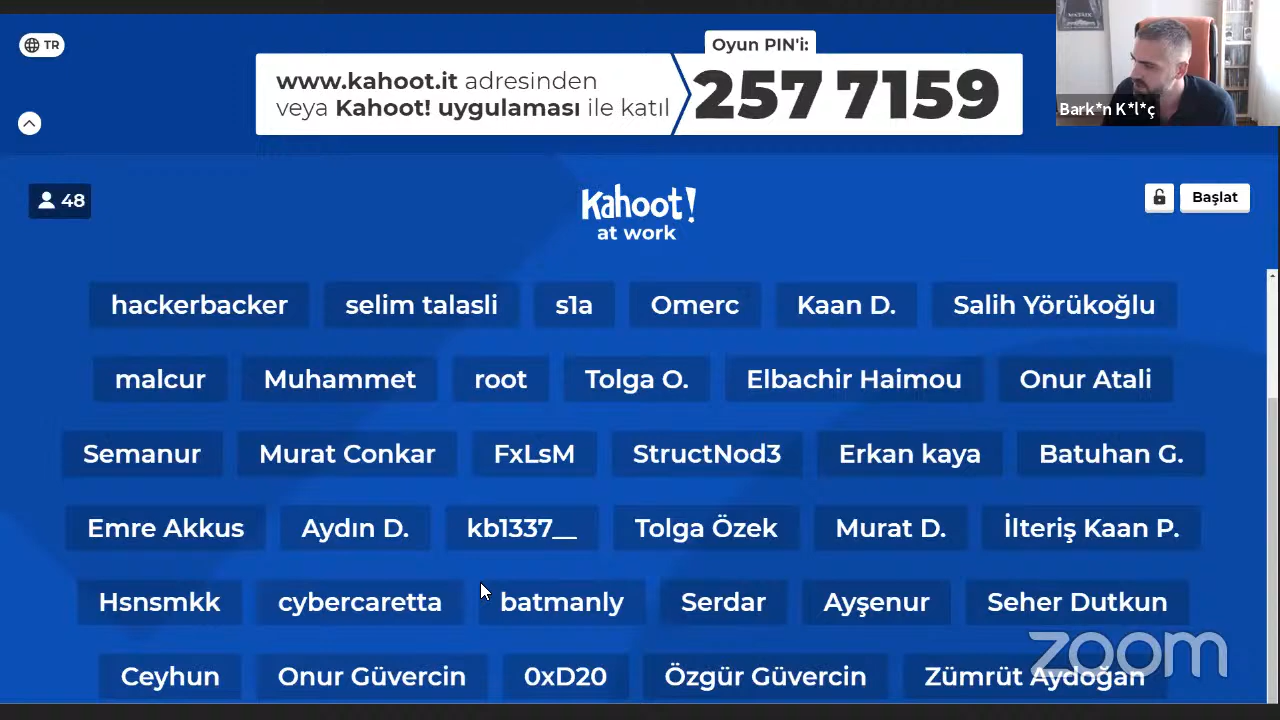 TR
Oyun PIN'i:
www.kahoot.it adresinden
veya Kahoot! uygulaması ile katıl
257 7159
Bark*n K*l*ç
48
Kahoot!
at work
Başlat
hackerbacker selim talasli s1a Omerc Kaan D. Salih Yörükoğlu
malcur Muhammet root Tolga O. Elbachir Haimou Onur Atali
Semanur Murat Conkar FxLsM StructNod3 Erkan kaya Batuhan G.
Emre Akkus Aydın D. kb1337__ Tolga Özek Murat D. İlteriş Kaan P.
Hsnsmkk cybercaretta batmanly Serdar Ayşenur Seher Dutkun
Ceyhun Onur Güvercin 0xD20 Özgür Güvercin Zümrüt Aydoğan
zoom